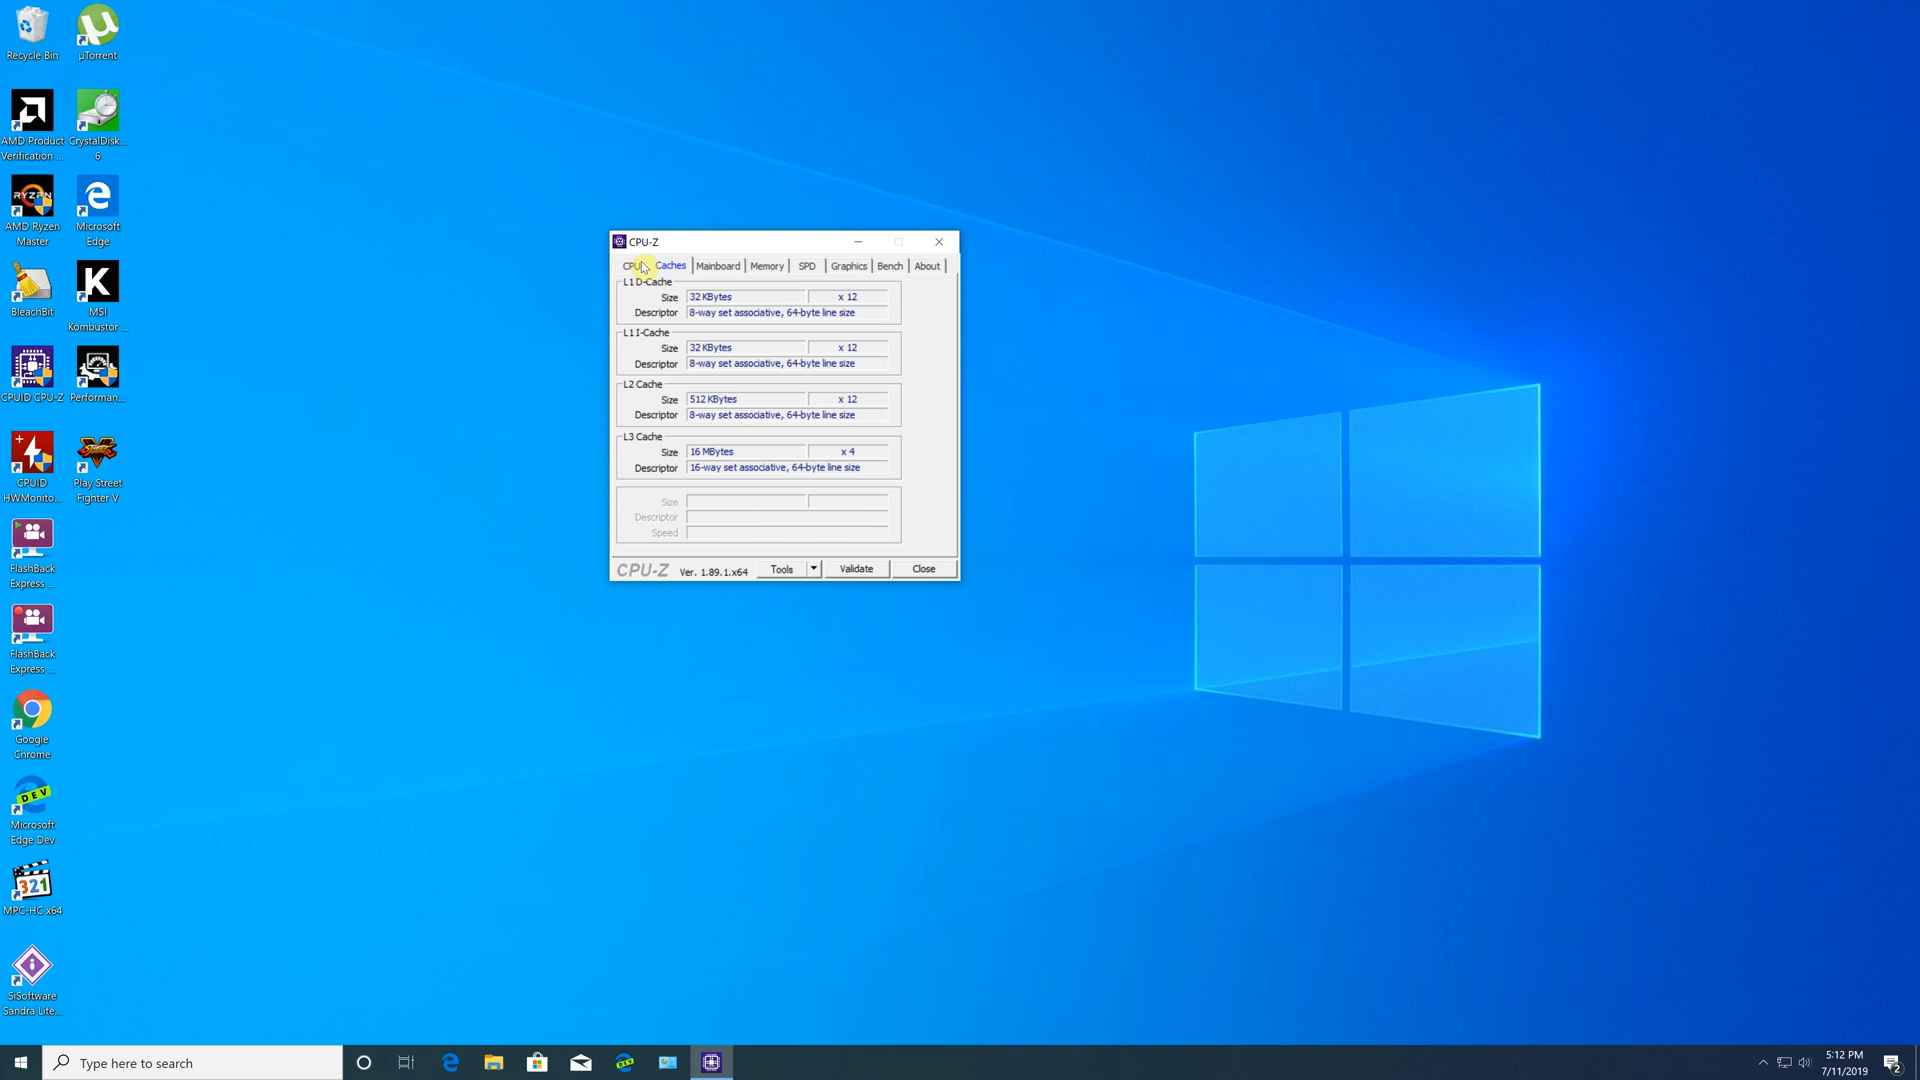 Recycle Bin
µTorrent
AMD Product
Verification ...
CrystalDisk...
6
RYZEN
AMD Ryzen
Master
Microsoft
Edge
BleachBit
K
MSI
Kombustor ...
CPUID CPU-Z
Performan...
CPUID
HWMonito...
Play Street
Fighter V
FlashBack
Express ...
FlashBack
Express ...
Google
Chrome
DEV
Microsoft
Edge Dev
321
MPC-HC x64
SiSoftware
Sandra Lite...
CPU-Z
CPU Caches Mainboard Memory SPD Graphics Bench About
L1 D-Cache
Size 32 KBytes x 12
Descriptor 8-way set associative, 64-byte line size
L1 I-Cache
Size 32 KBytes x 12
Descriptor 8-way set associative, 64-byte line size
L2 Cache
Size 512 KBytes x 12
Descriptor 8-way set associative, 64-byte line size
L3 Cache
Size 16 MBytes x 4
Descriptor 16-way set associative, 64-byte line size
Size
Descriptor
Speed
CPU-Z Ver. 1.89.1.x64 Tools Validate Close
Type here to search
DEV
5:12 PM
7/11/2019
2